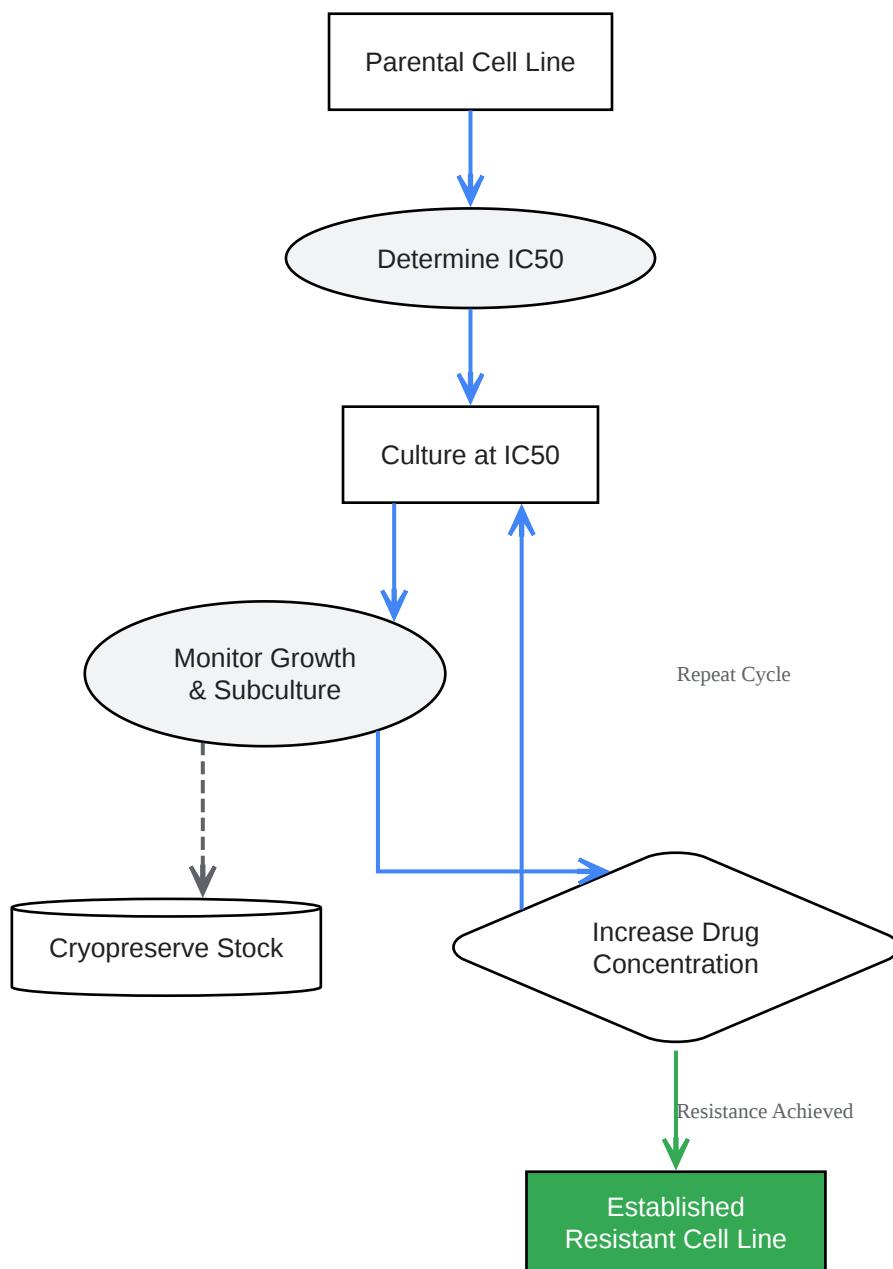 Parental Cell Line
Determine IC50
Culture at IC50
Monitor Growth
& Subculture
Repeat Cycle
Cryopreserve Stock
Increase Drug
Concentration
Resistance Achieved
Established
Resistant Cell Line